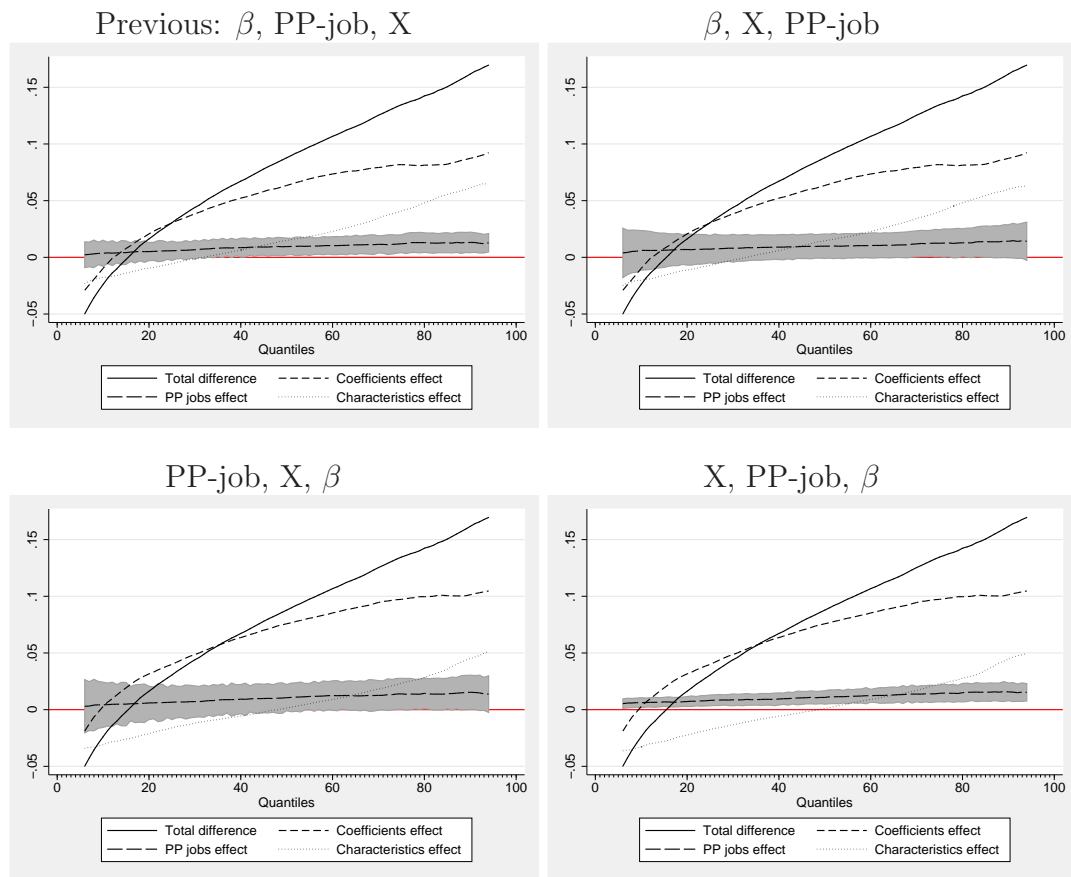 Previous: β, PP-job, X
β, X, PP-job
.15
.1
.05
0
-.05
0 20 40 60 80 100
Quantiles
Total difference Coefficients effect
PP jobs effect Characteristics effect
.15
.1
.05
0
-.05
0 20 40 60 80 100
Quantiles
Total difference Coefficients effect
PP jobs effect Characteristics effect
PP-job, X, β
X, PP-job, β
.15
.1
.05
0
-.05
0 20 40 60 80 100
Quantiles
Total difference Coefficients effect
PP jobs effect Characteristics effect
.15
.1
.05
0
-.05
0 20 40 60 80 100
Quantiles
Total difference Coefficients effect
PP jobs effect Characteristics effect